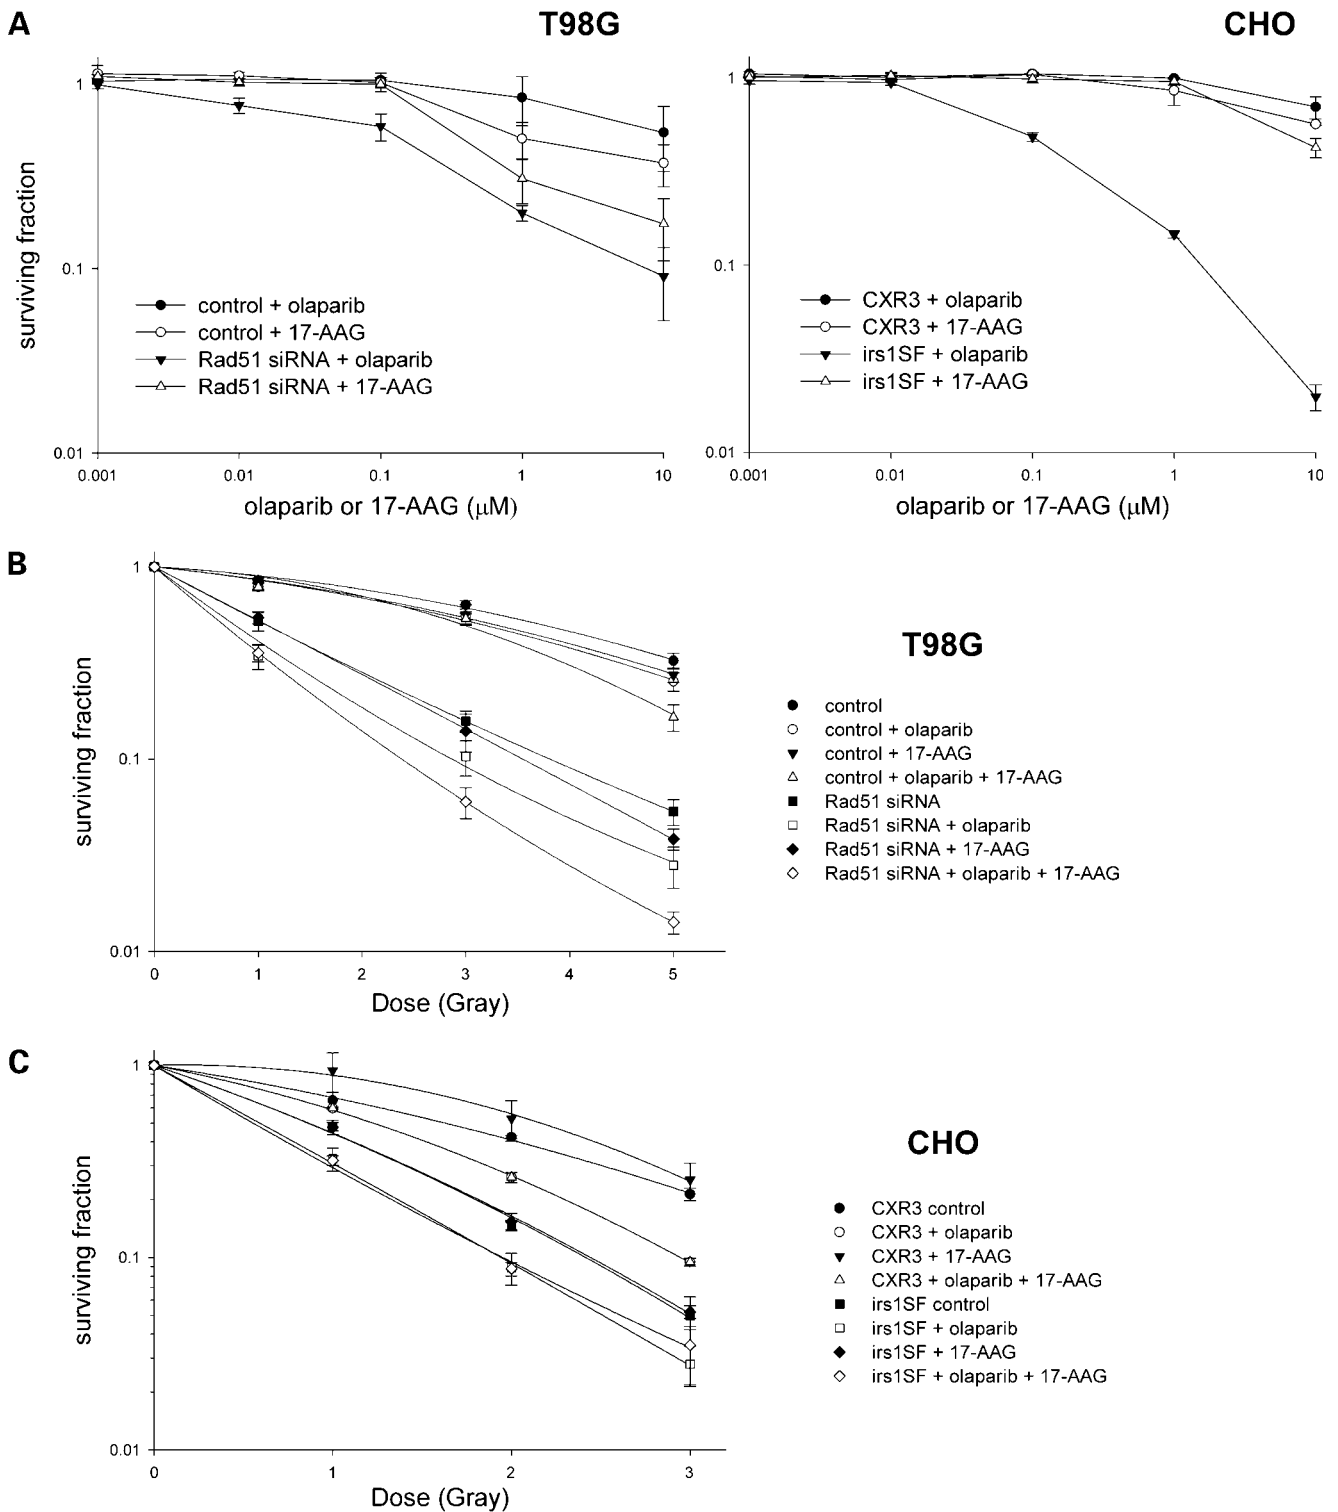 A
T98G
CHO
surviving fraction
1
0.1
0.01
control + olaparib
control + 17-AAG
Rad51 siRNA + olaparib
Rad51 siRNA + 17-AAG
0.001
0.01
0.1
1
10
olaparib or 17-AAG (μM)
1
0.1
0.01
CXR3 + olaparib
CXR3 + 17-AAG
irs1SF + olaparib
irs1SF + 17-AAG
0.001
0.01
0.1
1
10
olaparib or 17-AAG (μM)
B
surviving fraction
1
0.1
0.01
0
1
2
3
4
5
Dose (Gray)
T98G
control
control + olaparib
control + 17-AAG
control + olaparib + 17-AAG
Rad51 siRNA
Rad51 siRNA + olaparib
Rad51 siRNA + 17-AAG
Rad51 siRNA + olaparib + 17-AAG
C
surviving fraction
1
0.1
0.01
0
1
2
3
Dose (Gray)
CHO
CXR3 control
CXR3 + olaparib
CXR3 + 17-AAG
CXR3 + olaparib + 17-AAG
irs1SF control
irs1SF + olaparib
irs1SF + 17-AAG
irs1SF + olaparib + 17-AAG